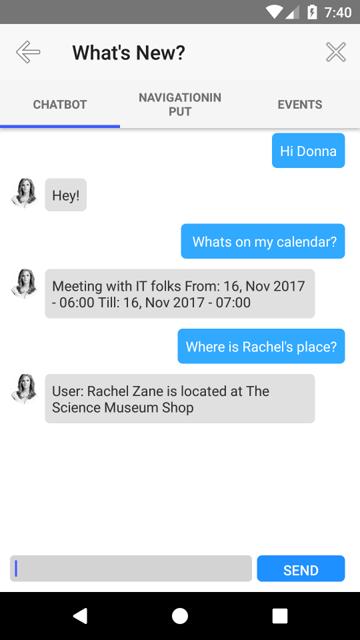 7:40
What's New?
CHATBOT
NAVIGATIONIN
PUT
EVENTS
Hi Donna
Hey!
Whats on my calendar?
Meeting with IT folks From: 16, Nov 2017
- 06:00 Till: 16, Nov 2017 - 07:00
Where is Rachel's place?
User: Rachel Zane is located at The
Science Museum Shop
SEND